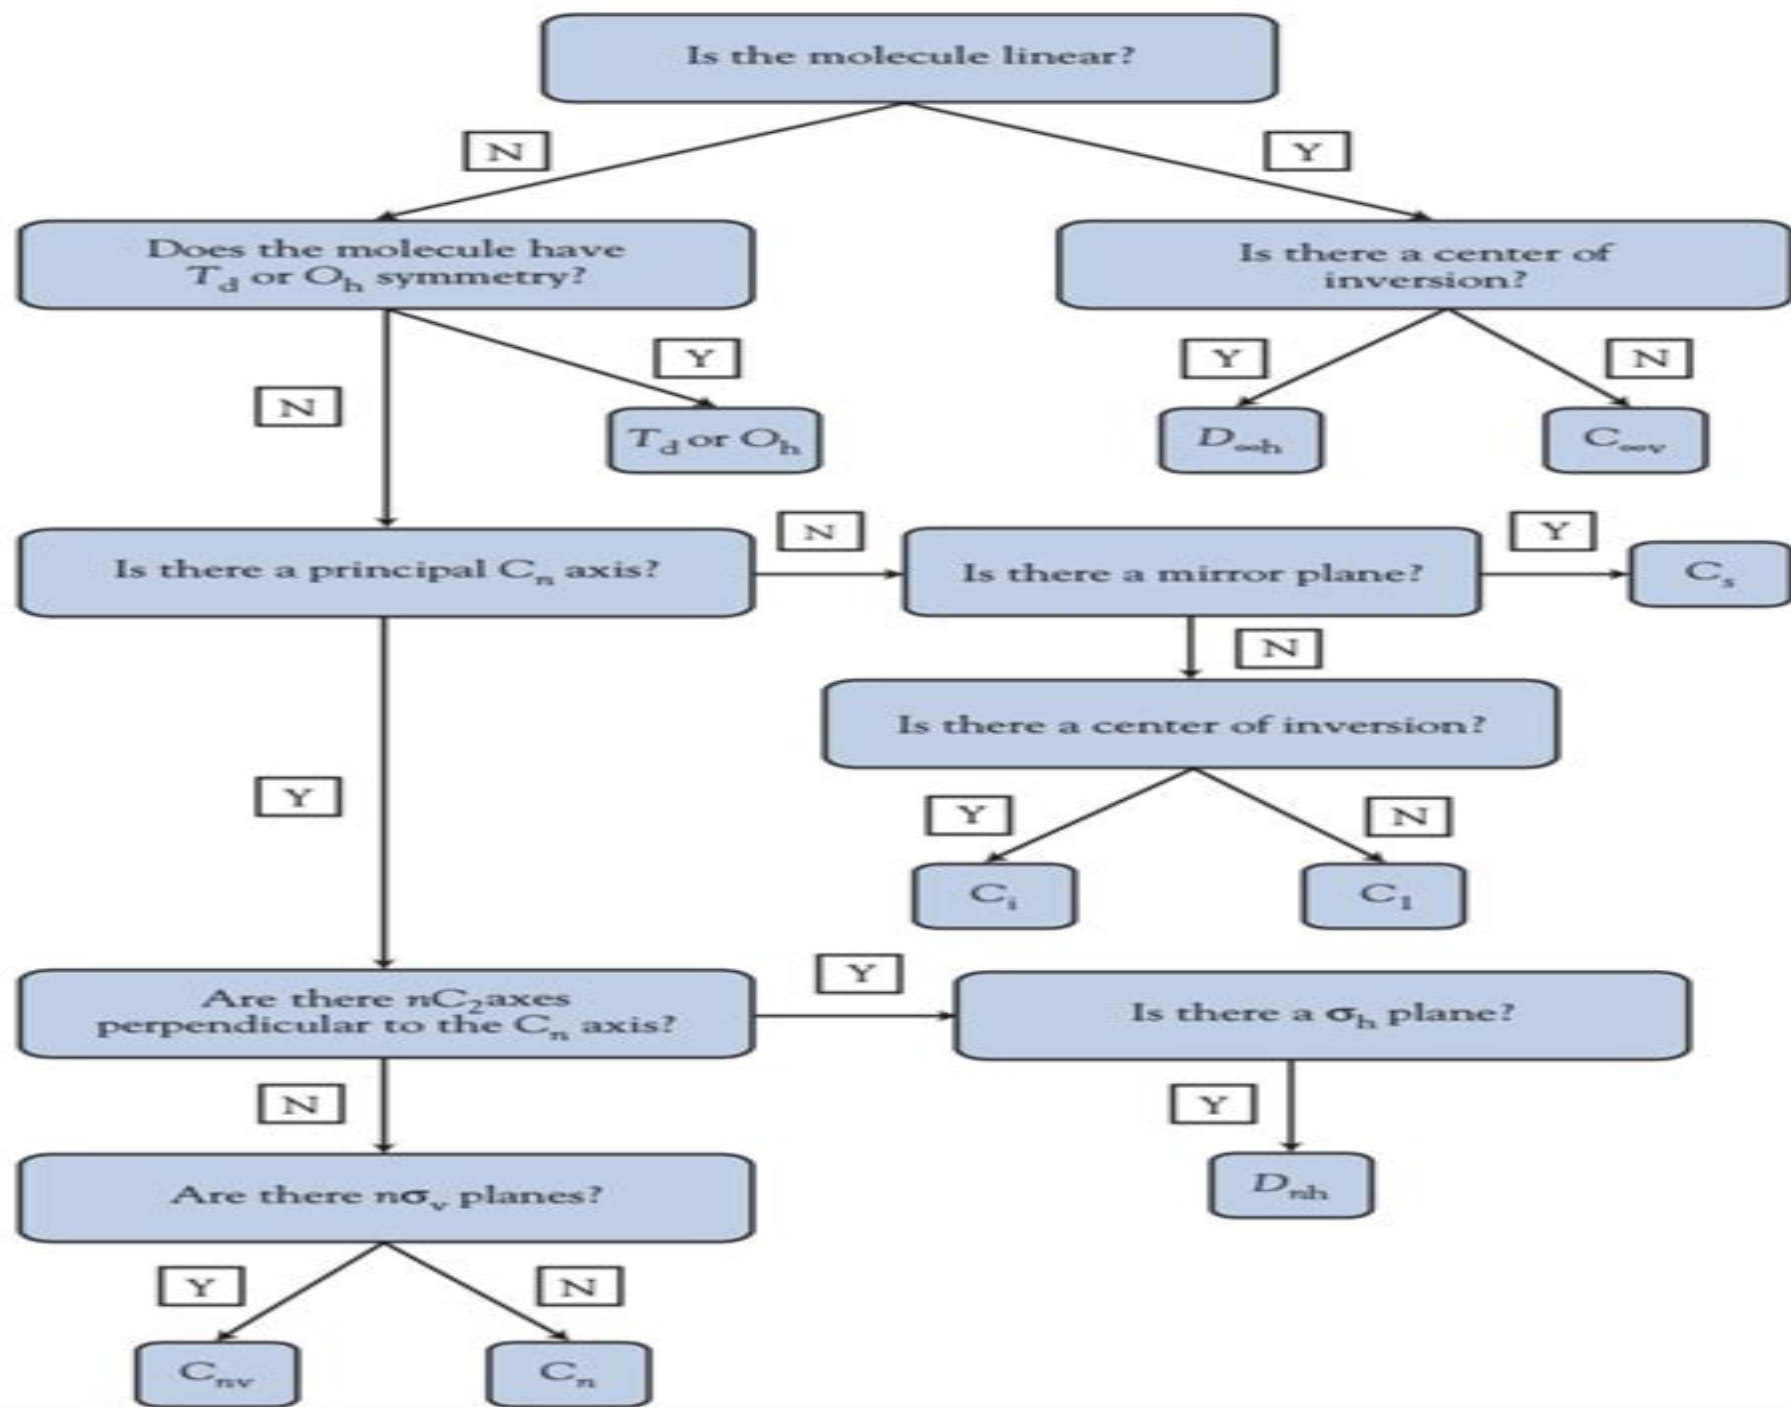 Is the molecule linear?
N
Y
Does the molecule have
T_d or O_h symmetry?
Is there a center of
inversion?
Y
N
Y
N
T_d or O_h
D_∞h
C_∞v
Is there a principal C_n axis?
N
Is there a mirror plane?
Y
C_s
N
Is there a center of inversion?
Y
Y
N
C_i
C_1
Are there nC_2 axes
perpendicular to the C_n axis?
Y
Is there a σ_h plane?
N
Y
Are there nσ_v planes?
D_nh
Y
N
C_nv
C_n